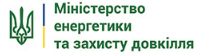 Міністерство
енергетики
та захисту довкілля